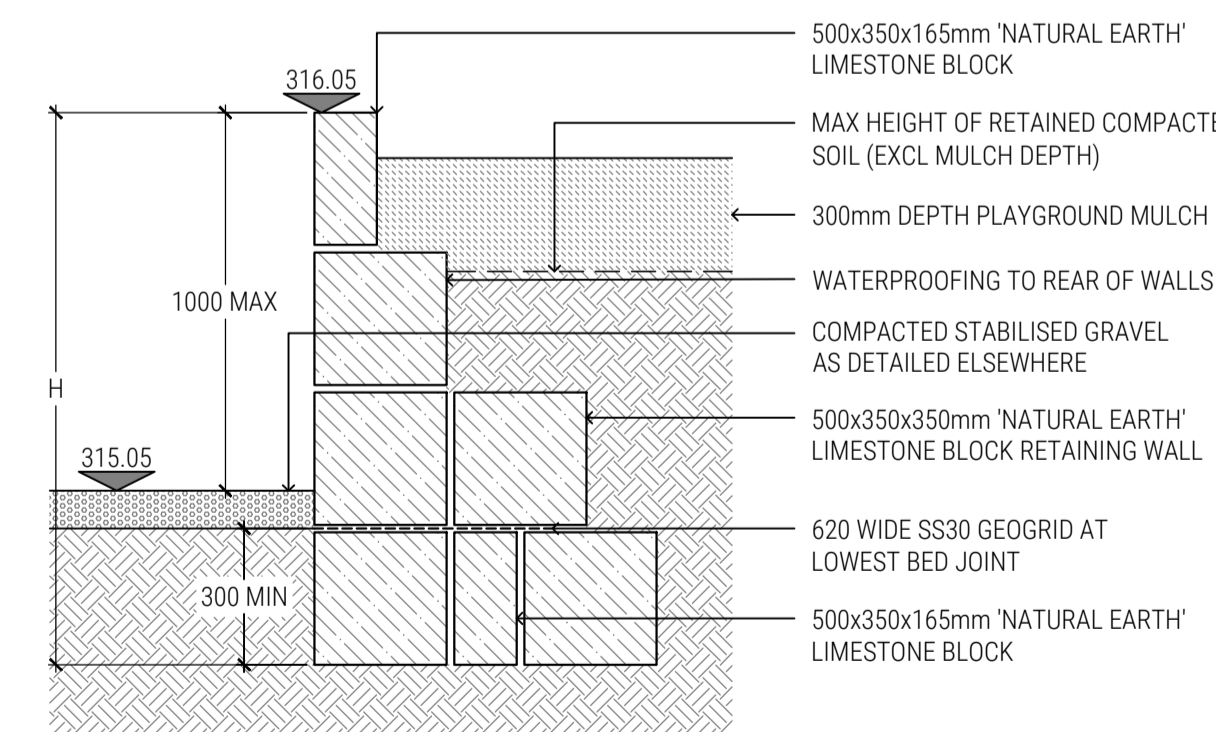 500x350x165mm 'NATURAL EARTH'
LIMESTONE BLOCK
316.05
MAX HEIGHT OF RETAINED COMPACTE
SOIL (EXCL MULCH DEPTH)
300mm DEPTH PLAYGROUND MULCH
WATERPROOFING TO REAR OF WALLS
1000 MAX
COMPACTED STABILISED GRAVEL
AS DETAILED ELSEWHERE
H
500x350x350mm 'NATURAL EARTH'
LIMESTONE BLOCK RETAINING WALL
315.05
620 WIDE SS30 GEOGRID AT
LOWEST BED JOINT
300 MIN
500x350x165mm 'NATURAL EARTH'
LIMESTONE BLOCK